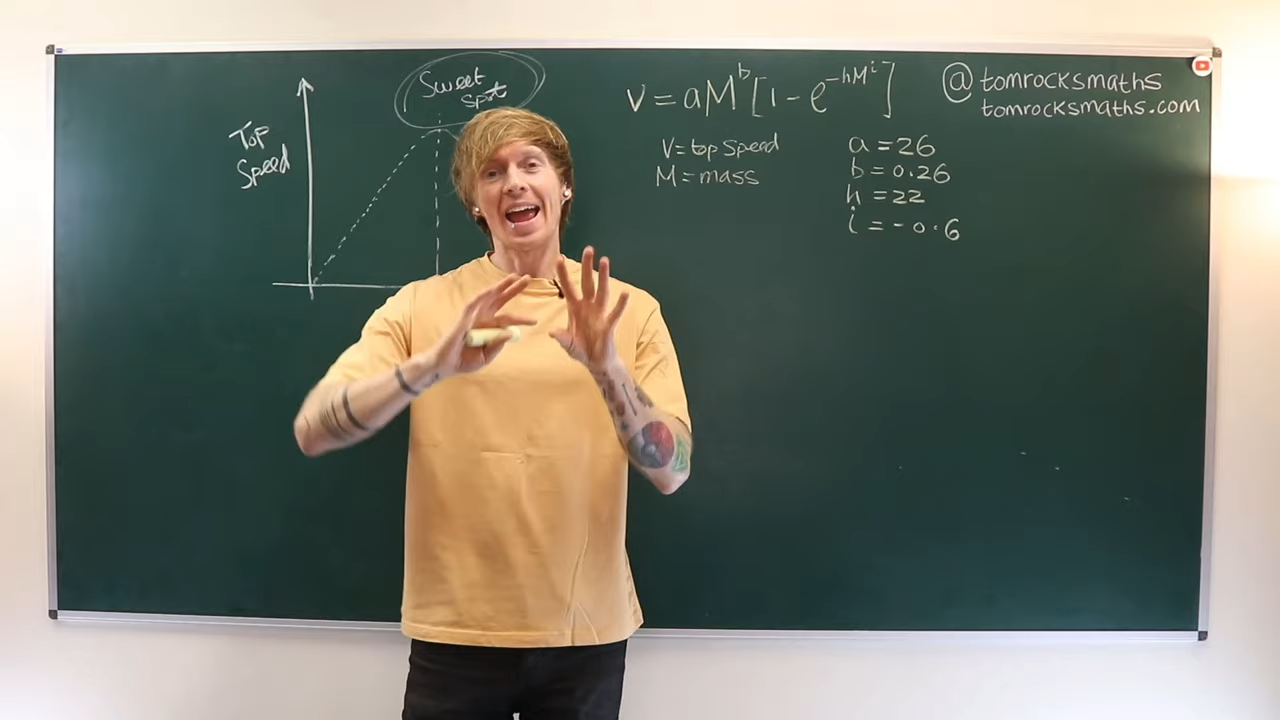 Sweet
spot
Top
Speed
V = aM^b [1 - e^{-hM^i}]
V = top Speed
M = mass
a = 26
b = 0.26
h = 22
i = -0.6
@ tomrocksmaths
tomrocksmaths.com